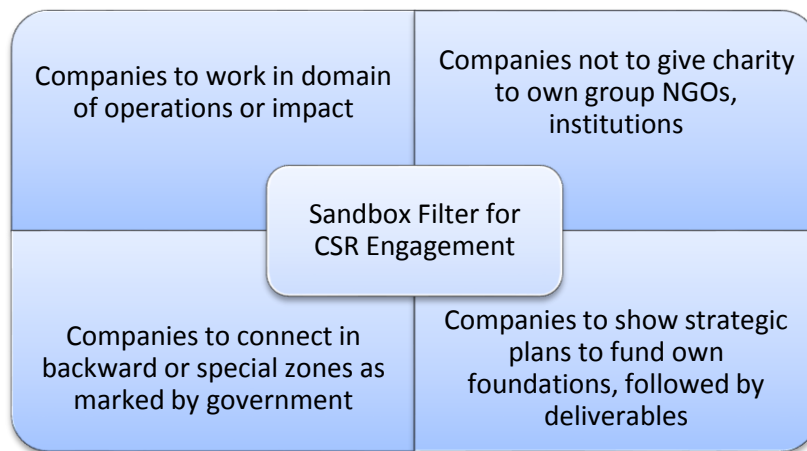 Companies to work in domain
of operations or impact
Companies not to give charity
to own group NGOs,
institutions
Sandbox Filter for
CSR Engagement
Companies to connect in
backward or special zones as
marked by government
Companies to show strategic
plans to fund own
foundations, followed by
deliverables